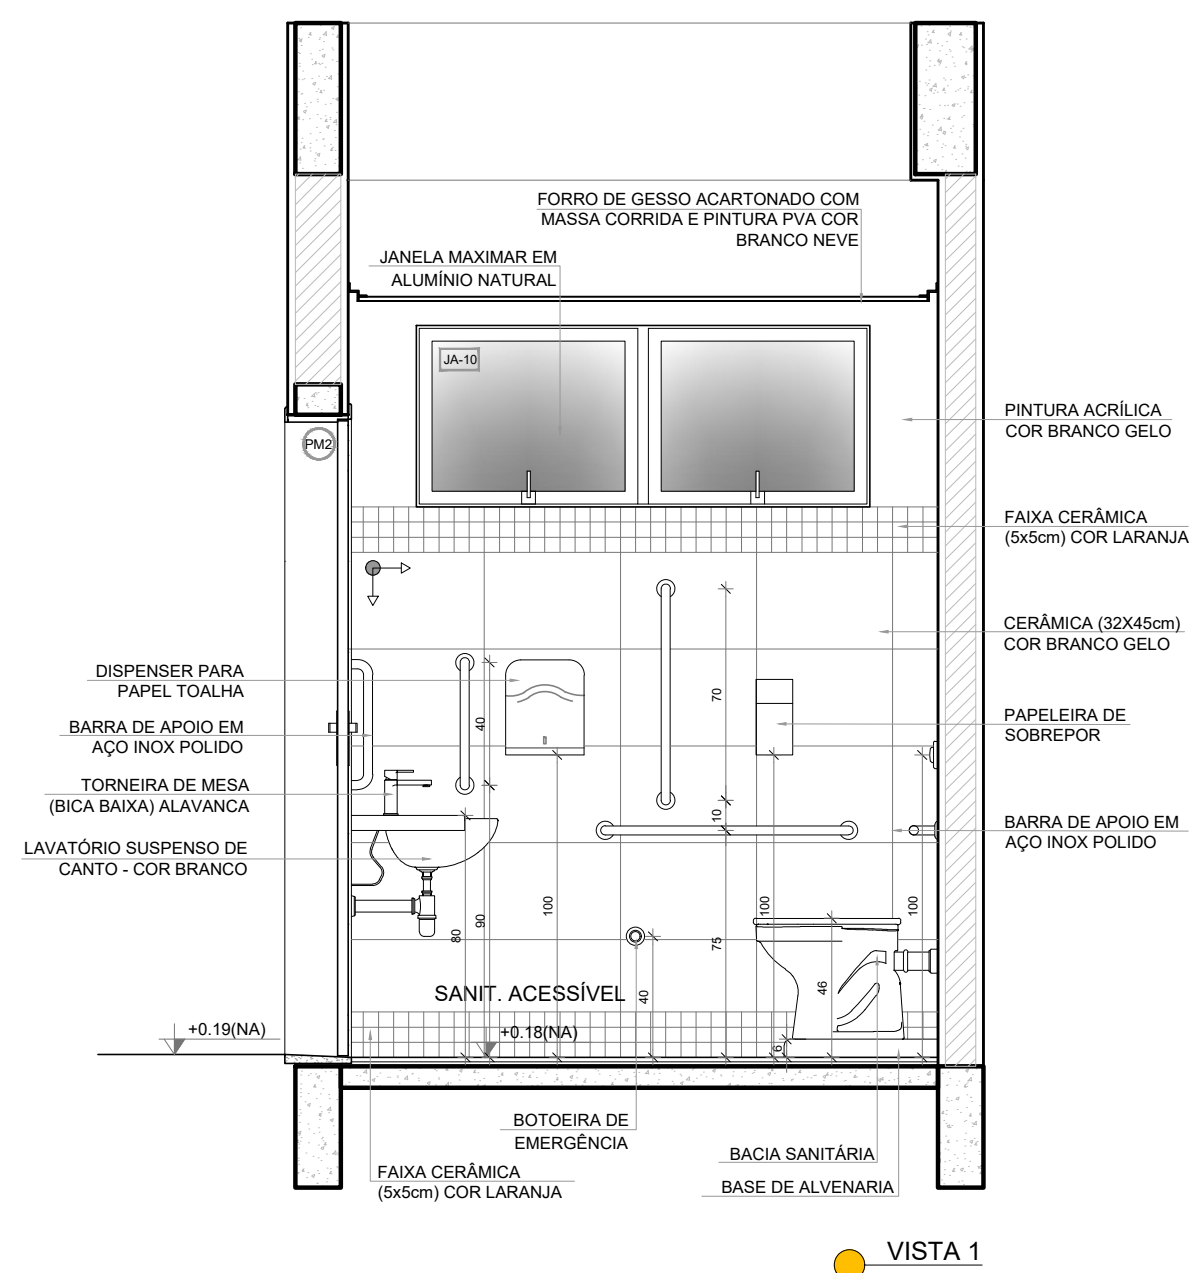 FORRO DE GESSO ACARTONADO COM
MASSA CORRIDA E PINTURA PVA COR
BRANCO NEVE
JANELA MAXIMAR EM
ALUMÍNIO NATURAL
JA-10
PM2
PINTURA ACRÍLICA
COR BRANCO GELO
FAIXA CERÂMICA
(5x5cm) COR LARANJA
CERÂMICA (32X45cm)
COR BRANCO GELO
DISPENSER PARA
PAPEL TOALHA
BARRA DE APOIO EM
AÇO INOX POLIDO
TORNEIRA DE MESA
(BICA BAIXA) ALAVANCA
LAVATÓRIO SUSPENSO DE
CANTO - COR BRANCO
PAPELEIRA DE
SOBREPOR
BARRA DE APOIO EM
AÇO INOX POLIDO
40
70
10
80
90
100
75
100
100
40
46
6
SANIT. ACESSÍVEL
+0.19(NA)
+0.18(NA)
BOTOEIRA DE
EMERGÊNCIA
FAIXA CERÂMICA
(5x5cm) COR LARANJA
BACIA SANITÁRIA
BASE DE ALVENARIA
VISTA 1